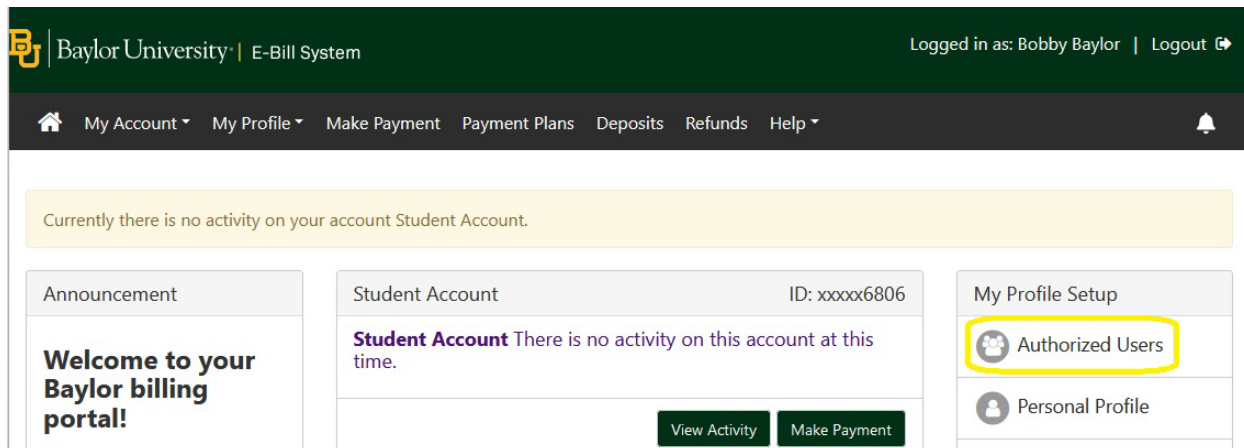 BU Baylor University | E-Bill System
Logged in as: Bobby Baylor | Logout
My Account My Profile Make Payment Payment Plans Deposits Refunds Help
Currently there is no activity on your account Student Account.
Announcement
Welcome to your
Baylor billing
portal!
Student Account ID: xxxxx6806
Student Account There is no activity on this account at this
time.
View Activity Make Payment
My Profile Setup
Authorized Users
Personal Profile